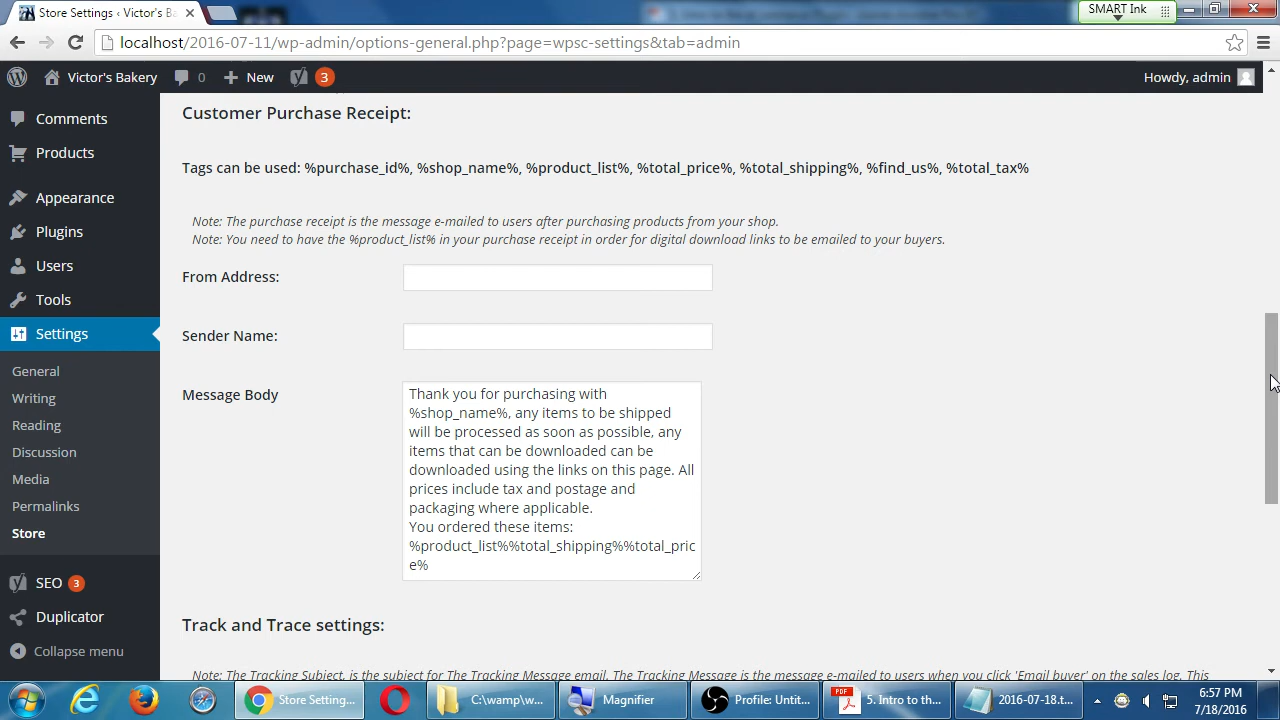 Store Settings ‹ Victor's Ba
SMART Ink
localhost/2016-07-11/wp-admin/options-general.php?page=wpsc-settings&tab=admin
Victor's Bakery
0
New
3
Howdy, admin
Comments
Products
Appearance
Plugins
Users
Tools
Settings
General
Writing
Reading
Discussion
Media
Permalinks
Store
SEO 3
Duplicator
Collapse menu
Customer Purchase Receipt:
Tags can be used: %purchase_id%, %shop_name%, %product_list%, %total_price%, %total_shipping%, %find_us%, %total_tax%
Note: The purchase receipt is the message e-mailed to users after purchasing products from your shop.
Note: You need to have the %product_list% in your purchase receipt in order for digital download links to be emailed to your buyers.
From Address:
Sender Name:
Message Body
Thank you for purchasing with
%shop_name%, any items to be shipped
will be processed as soon as possible, any
items that can be downloaded can be
downloaded using the links on this page. All
prices include tax and postage and
packaging where applicable.
You ordered these items:
%product_list%%total_shipping%%total_pric
e%
Track and Trace settings:
Note: The Tracking Subject, is the subject for The Tracking Message email. The Tracking Message is the message e-mailed to users when you click 'Email buyer' on the sales log. This
Store Setting...
C:\wamp\w...
Magnifier
Profile: Untit...
PDF
5. Intro to th...
2016-07-18.t...
6:57 PM
7/18/2016